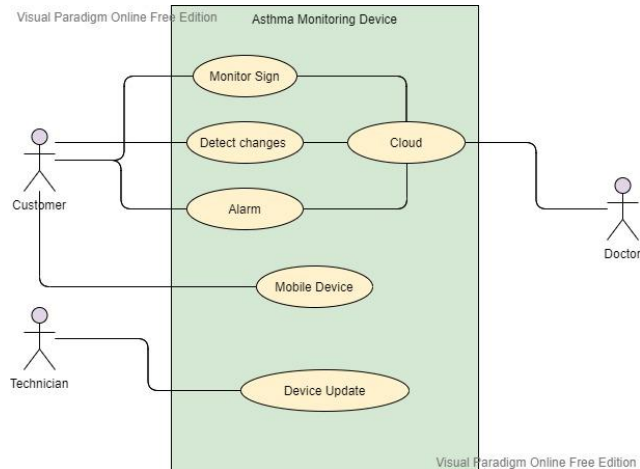 Visual Paradigm Online Free Edition
Asthma Monitoring Device
Monitor Sign
Detect changes
Cloud
Customer
Alarm
Doctor
Mobile Device
Technician
Device Update
Visual Paradigm Online Free Edition